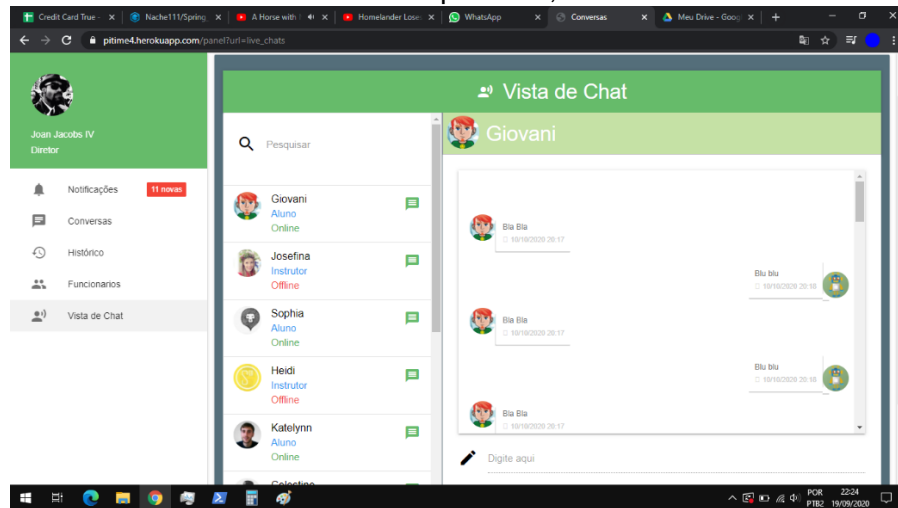 Credit Card True -
Nache111/Spring
A Horse with
Homelander Lose
WhatsApp
Conversas
Meu Drive - Goog
pitime4.herokuapp.com/panel?url=live_chats
Joan Jacobs IV
Diretor
Notificações
11 novas
Conversas
Histórico
Funcionarios
Vista de Chat
Vista de Chat
Pesquisar
Giovani
Aluno
Online
Josefina
Instrutor
Offline
Sophia
Aluno
Online
Heidi
Instrutor
Offline
Katelynn
Aluno
Online
Giovani
Bla Bla
10/10/2020 20:17
Blu blu
10/10/2020 20:18
Bla Bla
10/10/2020 20:17
Blu blu
10/10/2020 20:18
Bla Bla
10/10/2020 20:17
Digite aqui
POR
PTB2
22:24
19/09/2020